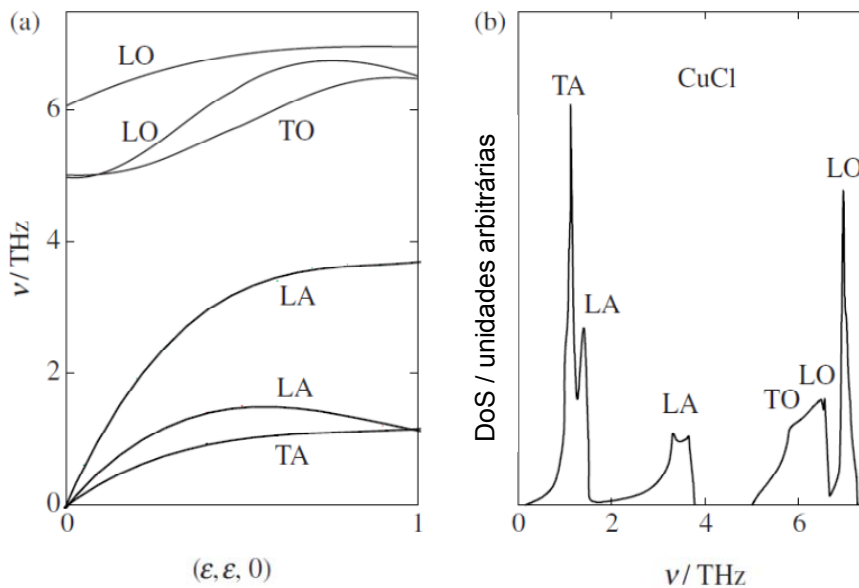 (a)
LO
LO
TO
LA
LA
TA
6
4
2
0
0
1
ν / THz
(ε, ε, 0)
(b)
CuCl
TA
LA
LA
TO
LO
LO
DoS / unidades arbitrárias
0
2
4
6
ν / THz